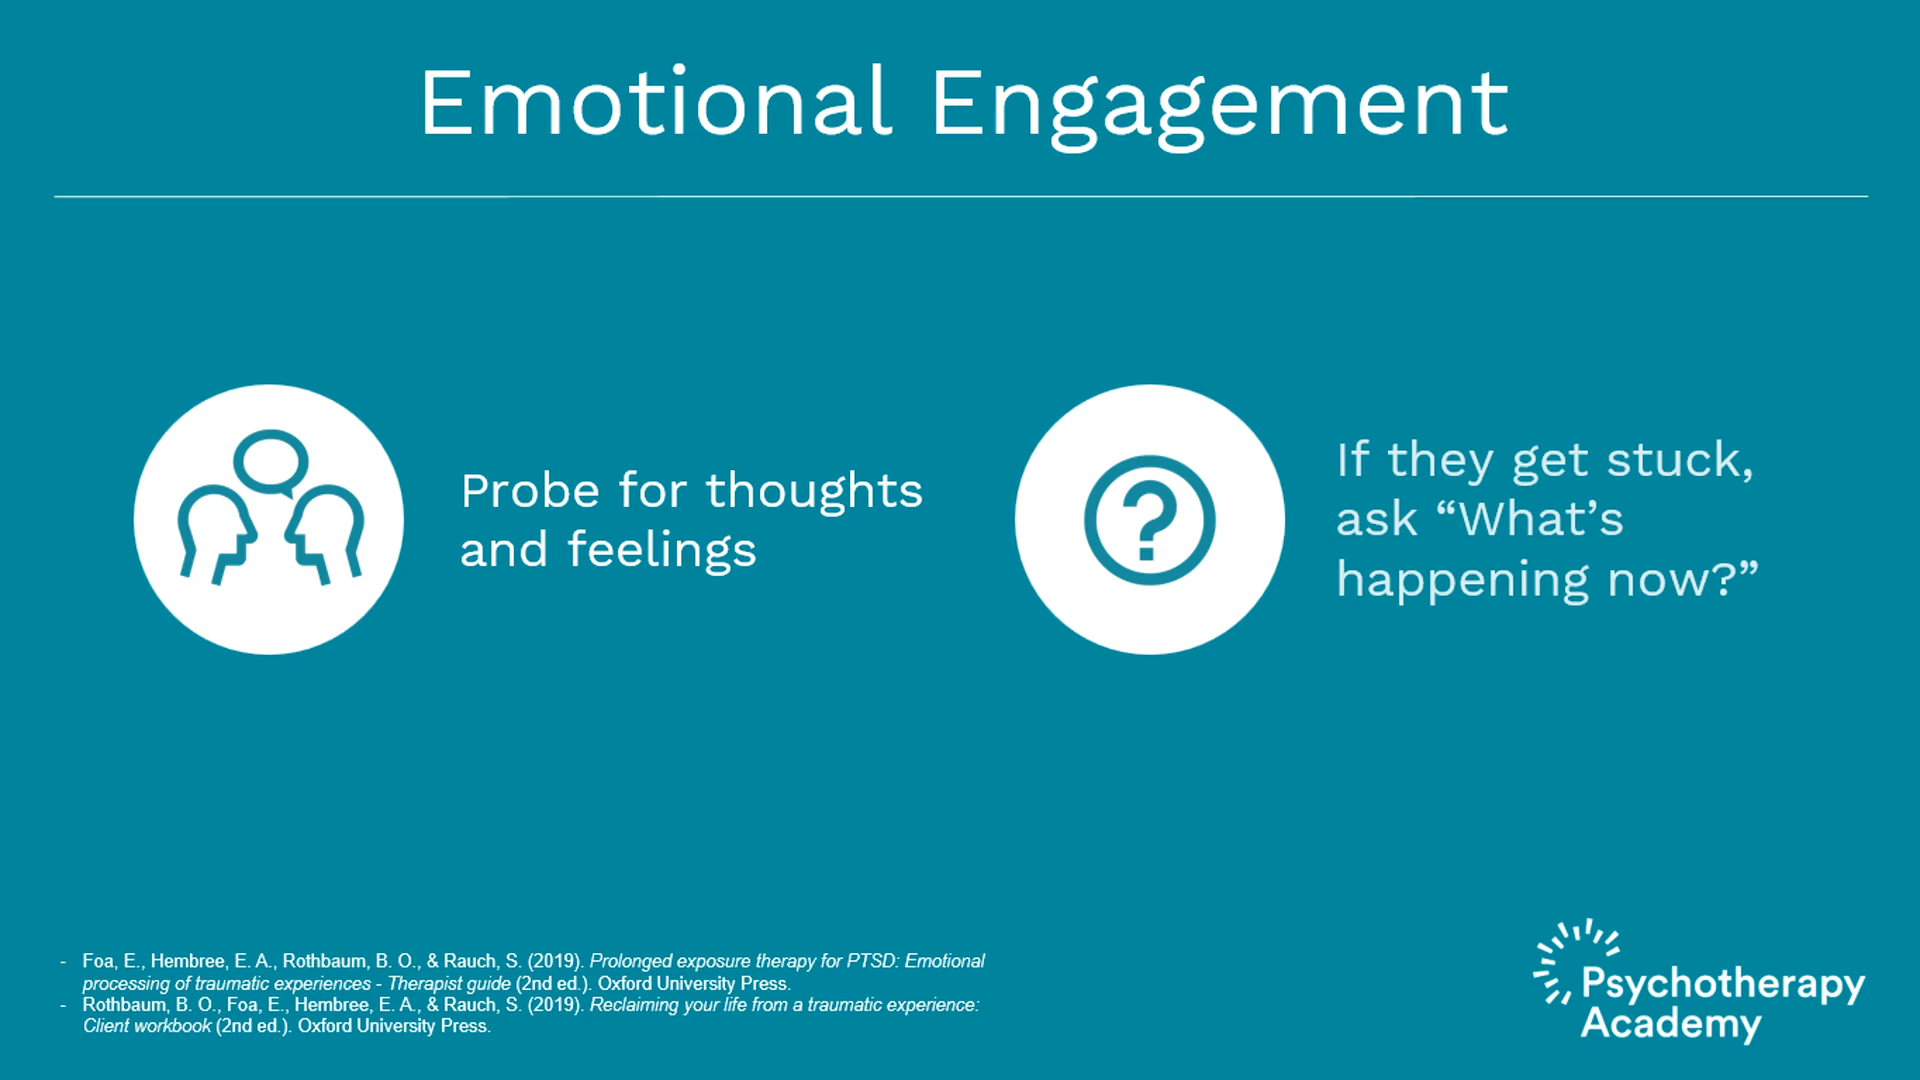 Emotional Engagement
Probe for thoughts
and feelings
?
If they get stuck,
ask “What’s
happening now?”
- Foa, E., Hembree, E. A., Rothbaum, B. O., & Rauch, S. (2019). Prolonged exposure therapy for PTSD: Emotional
processing of traumatic experiences - Therapist guide (2nd ed.). Oxford University Press.
- Rothbaum, B. O., Foa, E., Hembree, E. A., & Rauch, S. (2019). Reclaiming your life from a traumatic experience:
Client workbook (2nd ed.). Oxford University Press.
Psychotherapy
Academy